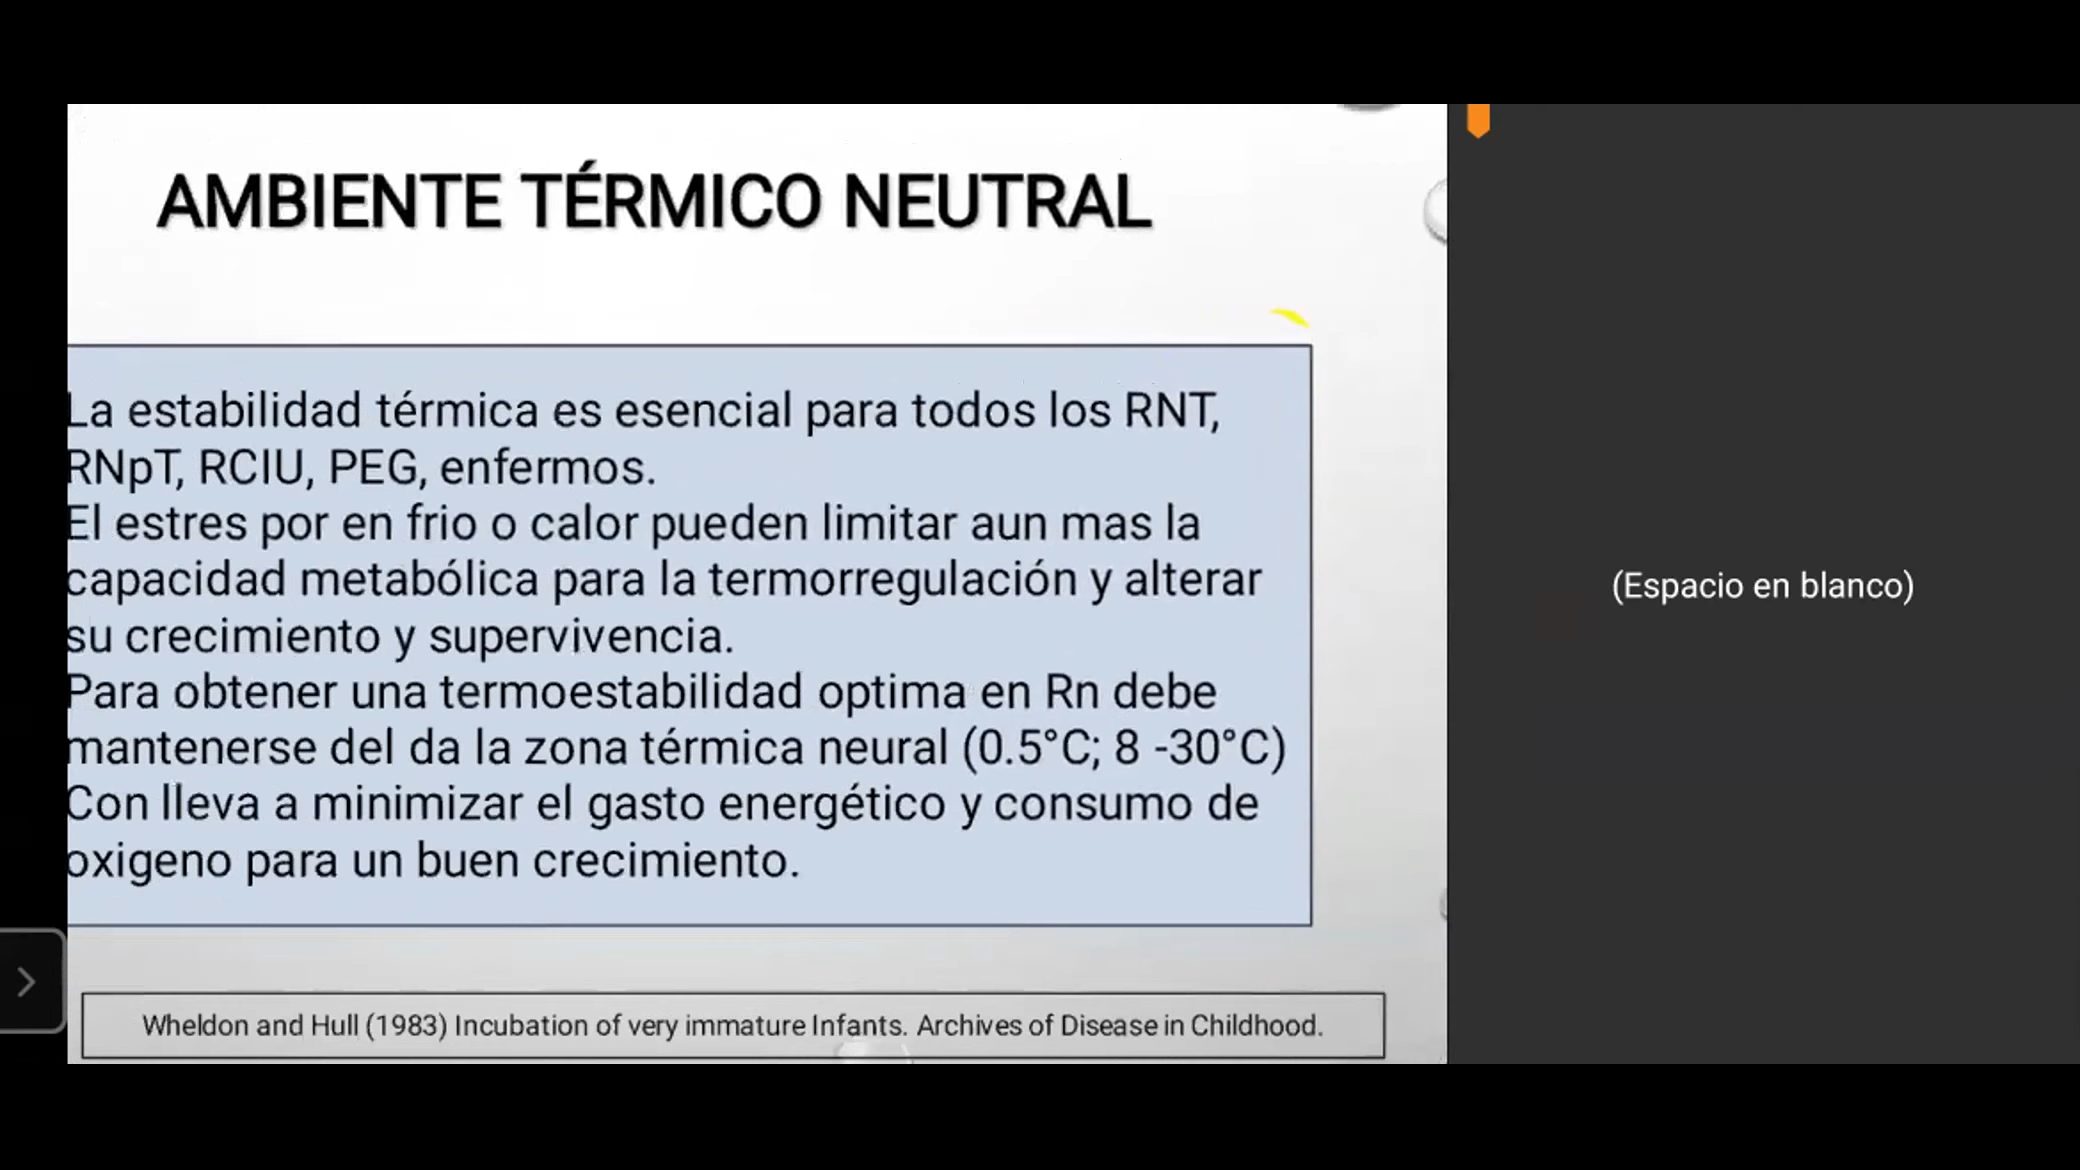 AMBIENTE TÉRMICO NEUTRAL
La estabilidad térmica es esencial para todos los RNT,
RNpT, RCIU, PEG, enfermos.
El estres por en frio o calor pueden limitar aun mas la
capacidad metabólica para la termorregulación y alterar
su crecimiento y supervivencia.
Para obtener una termoestabilidad optima en Rn debe
mantenerse del da la zona térmica neural (0.5°C; 8 -30°C)
Con lleva a minimizar el gasto energético y consumo de
oxigeno para un buen crecimiento.
Wheldon and Hull (1983) Incubation of very immature Infants. Archives of Disease in Childhood.
(Espacio en blanco)